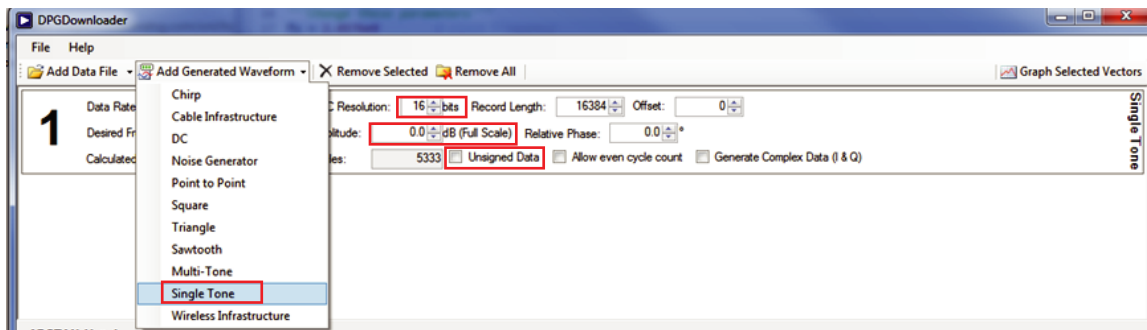 DPGDownloader
File Help
Add Data File Add Generated Waveform Remove Selected Remove All Graph Selected Vectors
Chirp
Cable Infrastructure
DC
Noise Generator
Point to Point
Square
Triangle
Sawtooth
Multi-Tone
Single Tone
Wireless Infrastructure
1
Data Rate C Resolution: 16 bits Record Length: 16384 Offset: 0
Desired Fr plitude: 0.0 dB (Full Scale) Relative Phase: 0.0 °
Calculated les: 5333 Unsigned Data Allow even cycle count Generate Complex Data (I & Q)
Single Tone